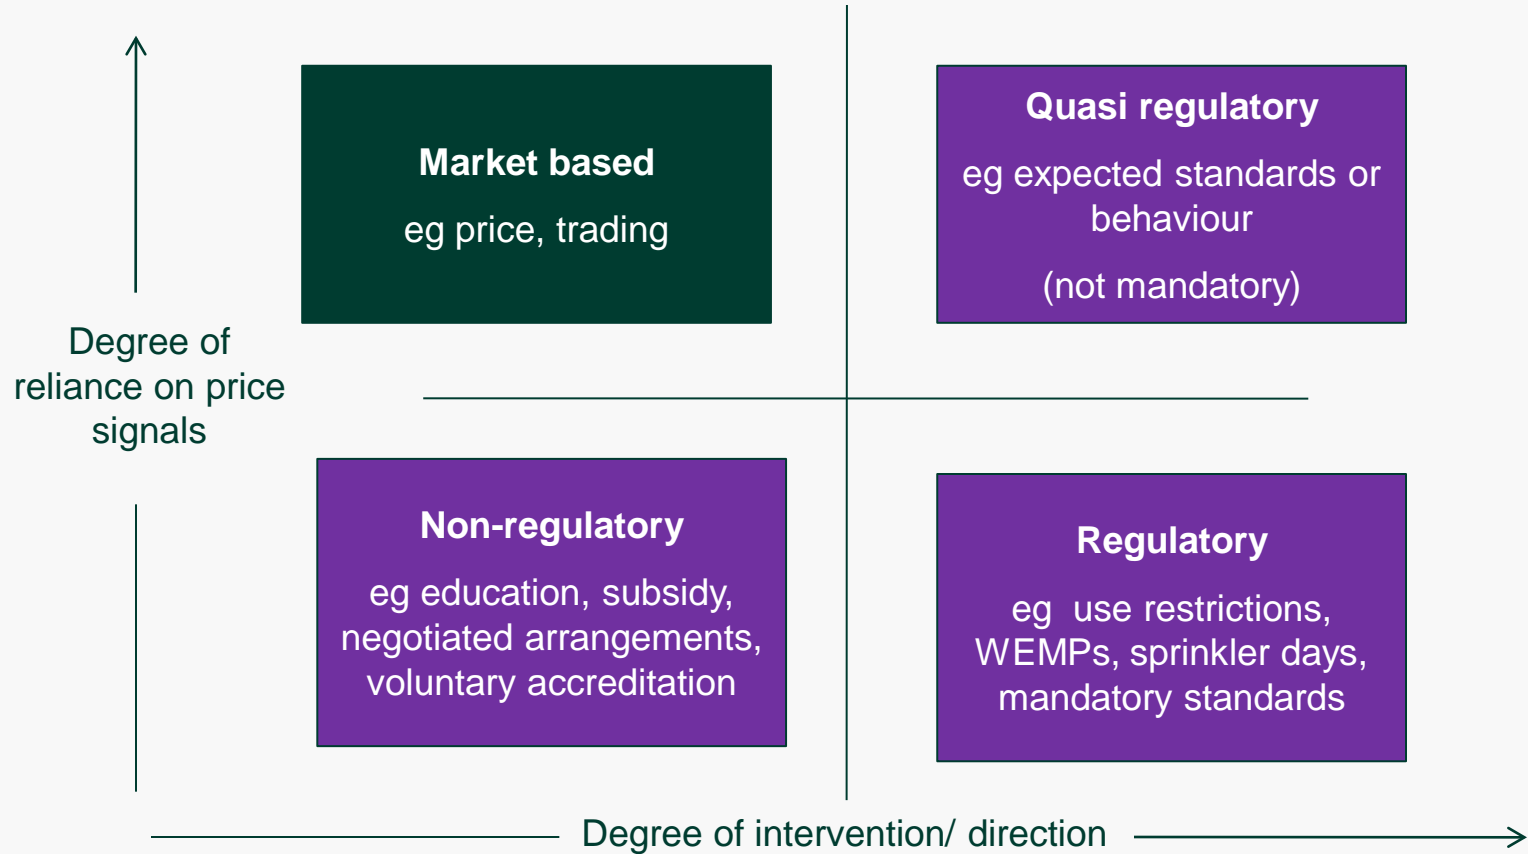 Market based
eg price, trading
Quasi regulatory
eg expected standards or
behaviour
(not mandatory)
Degree of
reliance on price
signals
Non-regulatory
eg education, subsidy,
negotiated arrangements,
voluntary accreditation
Regulatory
eg  use restrictions,
WEMPs, sprinkler days,
mandatory standards
Degree of intervention/ direction